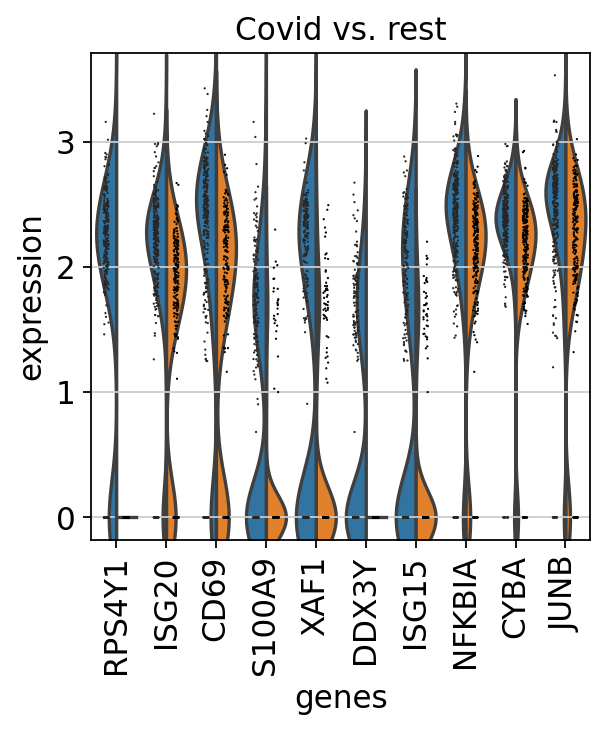 Covid vs. rest
expression
3
2
1
0
RPS4Y1
ISG20
CD69
S100A9
XAF1
DDX3Y
ISG15
NFKBIA
CYBA
JUNB
genes